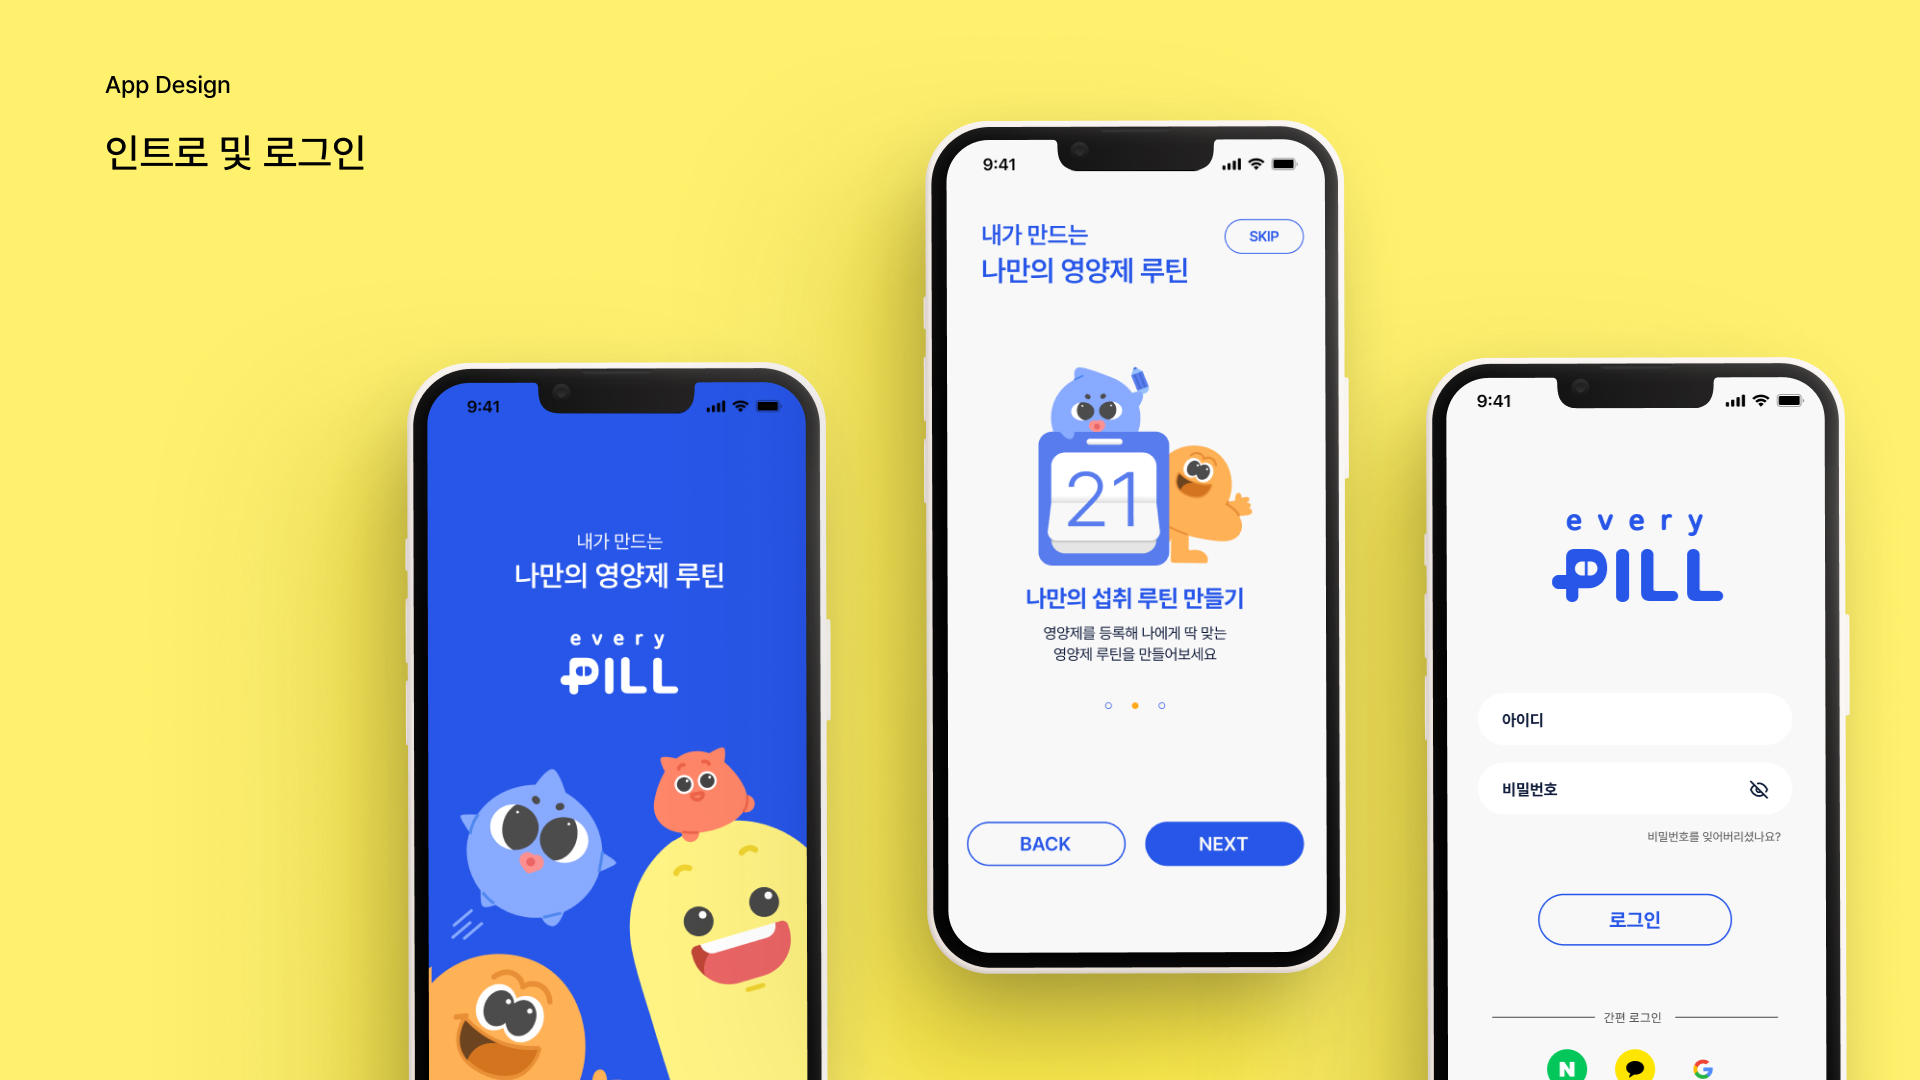 App Design
인트로 및 로그인
9:41
내가 만드는
나만의 영양제 루틴
every
PILL
9:41
내가 만드는
나만의 영양제 루틴
SKIP
21
나만의 섭취 루틴 만들기
영양제를 등록해 나에게 딱 맞는
영양제 루틴을 만들어보세요
BACK
NEXT
9:41
every
PILL
아이디
비밀번호
비밀번호를 잊어버리셨나요?
로그인
간편 로그인
N
G